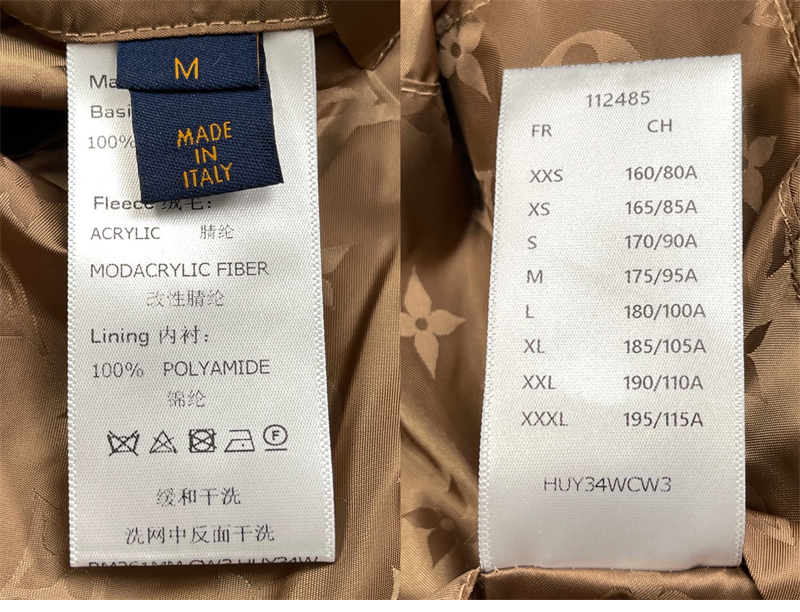 M
MADE
IN
ITALY
Ma
Basi
100%
Fleece 绒毛:
ACRYLIC 腈纶
MODACRYLIC FIBER
改性腈纶
Lining 内衬:
100% POLYAMIDE
锦纶
F
缓和干洗
洗网中反面干洗
112485
FR CH
XXS 160/80A
XS 165/85A
S 170/90A
M 175/95A
L 180/100A
XL 185/105A
XXL 190/110A
XXXL 195/115A
HUY34WCW3